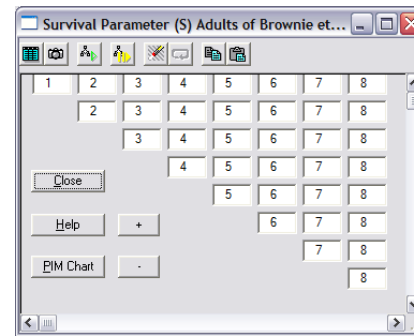 Survival Parameter (S) Adults of Brownie et...
1 2 3 4 5 6 7 8
2 3 4 5 6 7 8
3 4 5 6 7 8
4 5 6 7 8
Close
5 6 7 8
Help + 6 7 8
7 8
PIM Chart -
8